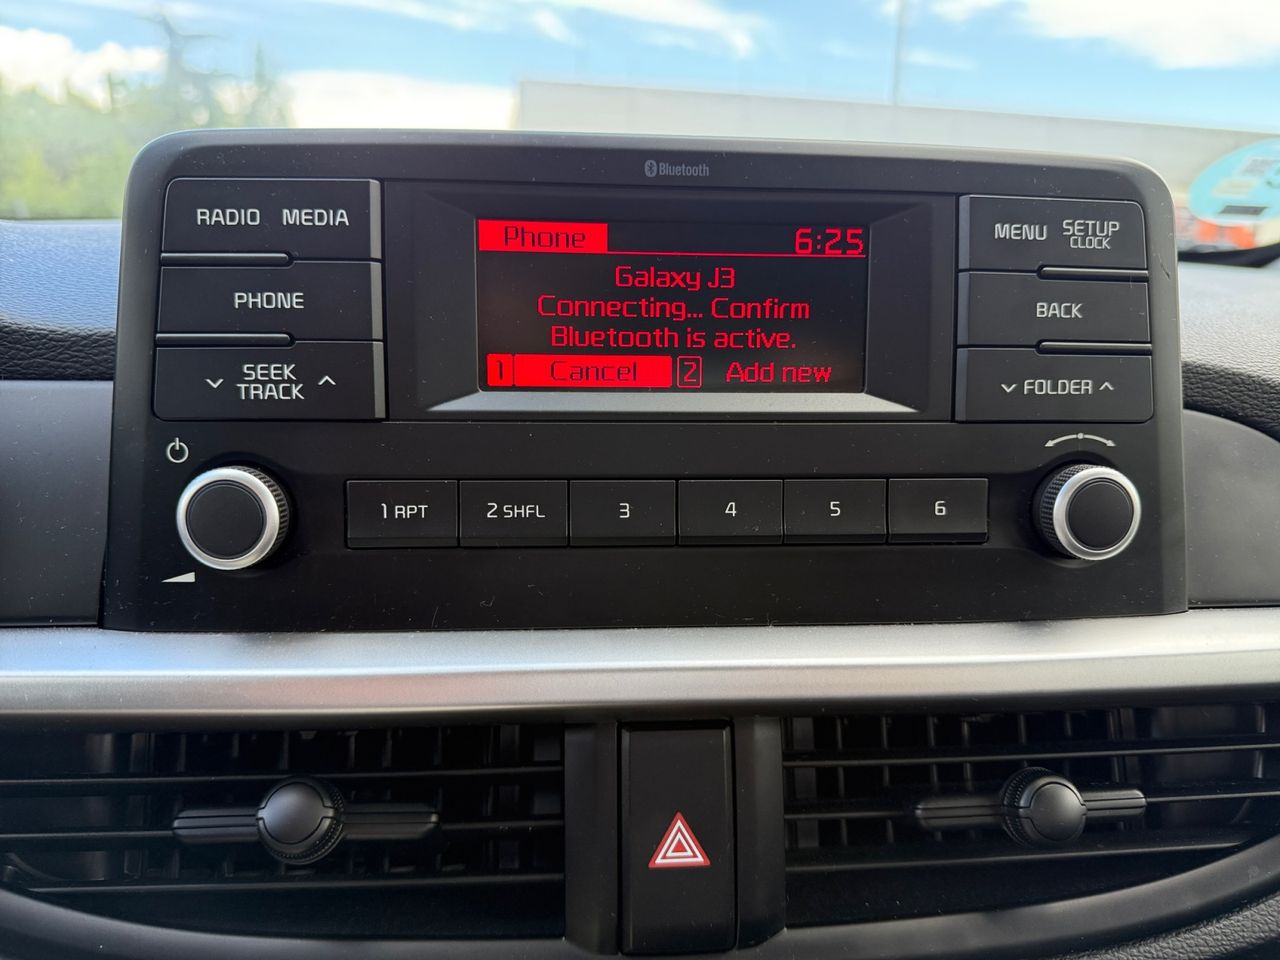 Bluetooth
RADIO MEDIA
PHONE
SEEK
TRACK
Phone 6:25
Galaxy J3
Connecting... Confirm
Bluetooth is active.
1 Cancel 2 Add new
MENU SETUP
CLOCK
BACK
FOLDER
1 RPT 2 SHFL 3 4 5 6